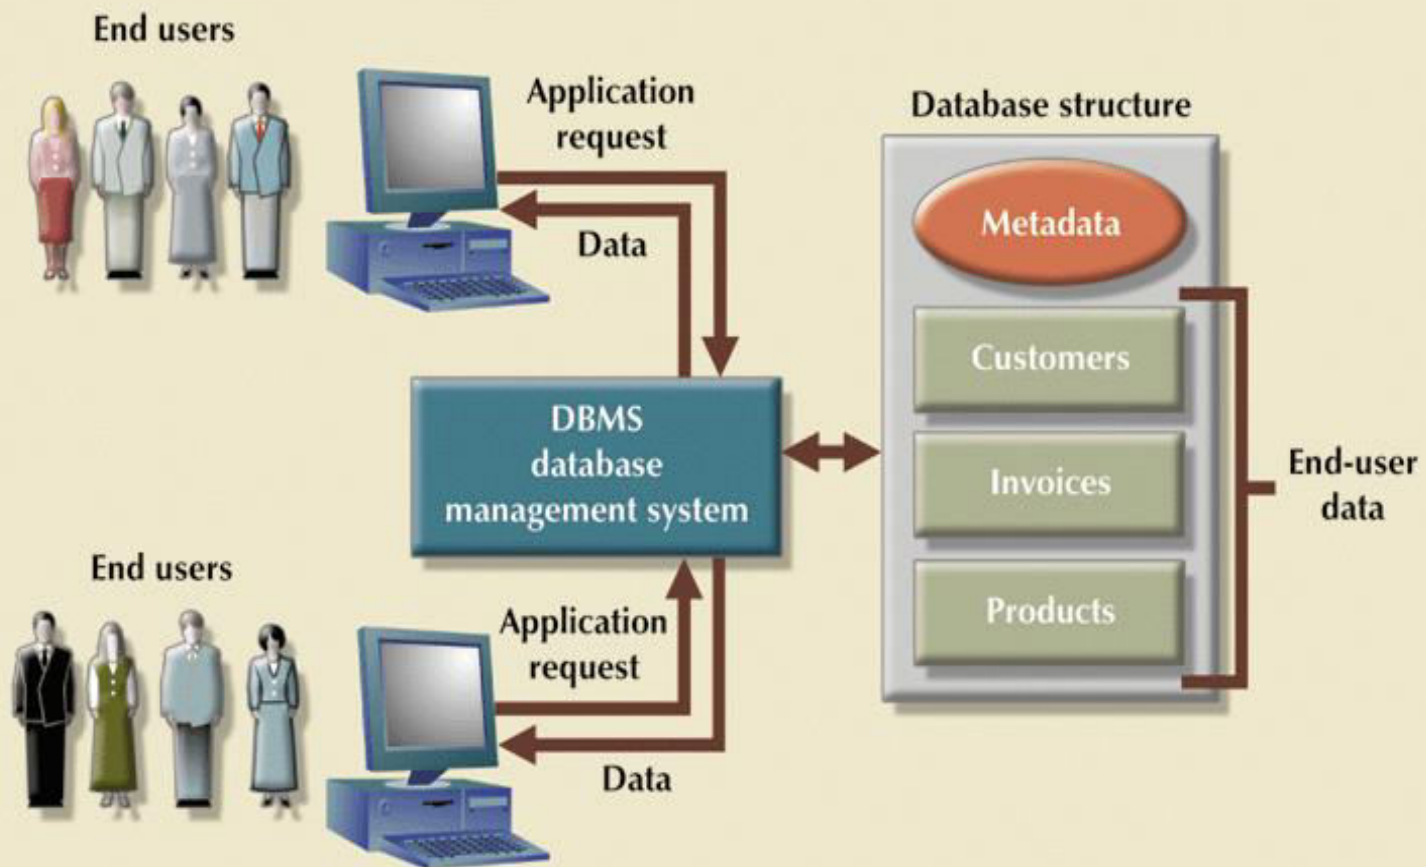 End users
Application
request
Data
Database structure
Metadata
Customers
Invoices
Products
End-user
data
DBMS
database
management system
End users
Application
request
Data